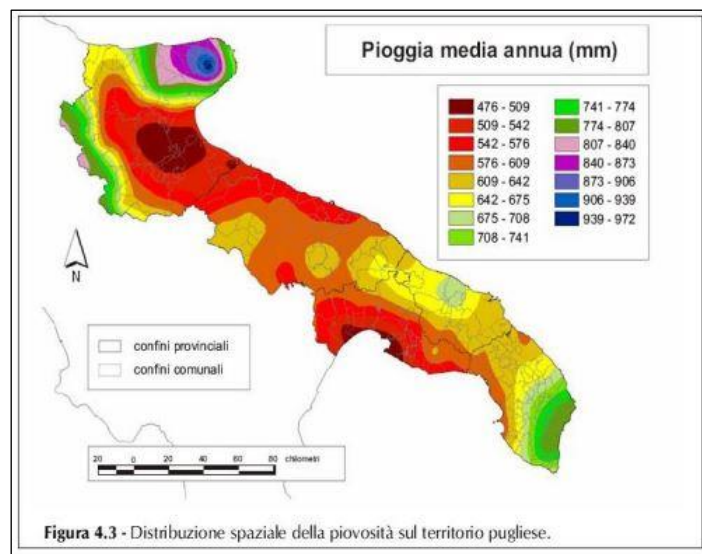 Pioggia media annua (mm)
476 - 509
509 - 542
542 - 576
576 - 609
609 - 642
642 - 675
675 - 708
708 - 741
741 - 774
774 - 807
807 - 840
840 - 873
873 - 906
906 - 939
939 - 972
N
confini provinciali
confini comunali
20 0 20 40 60 80 chilometri
Figura 4.3 - Distribuzione spaziale della piovosità sul territorio pugliese.